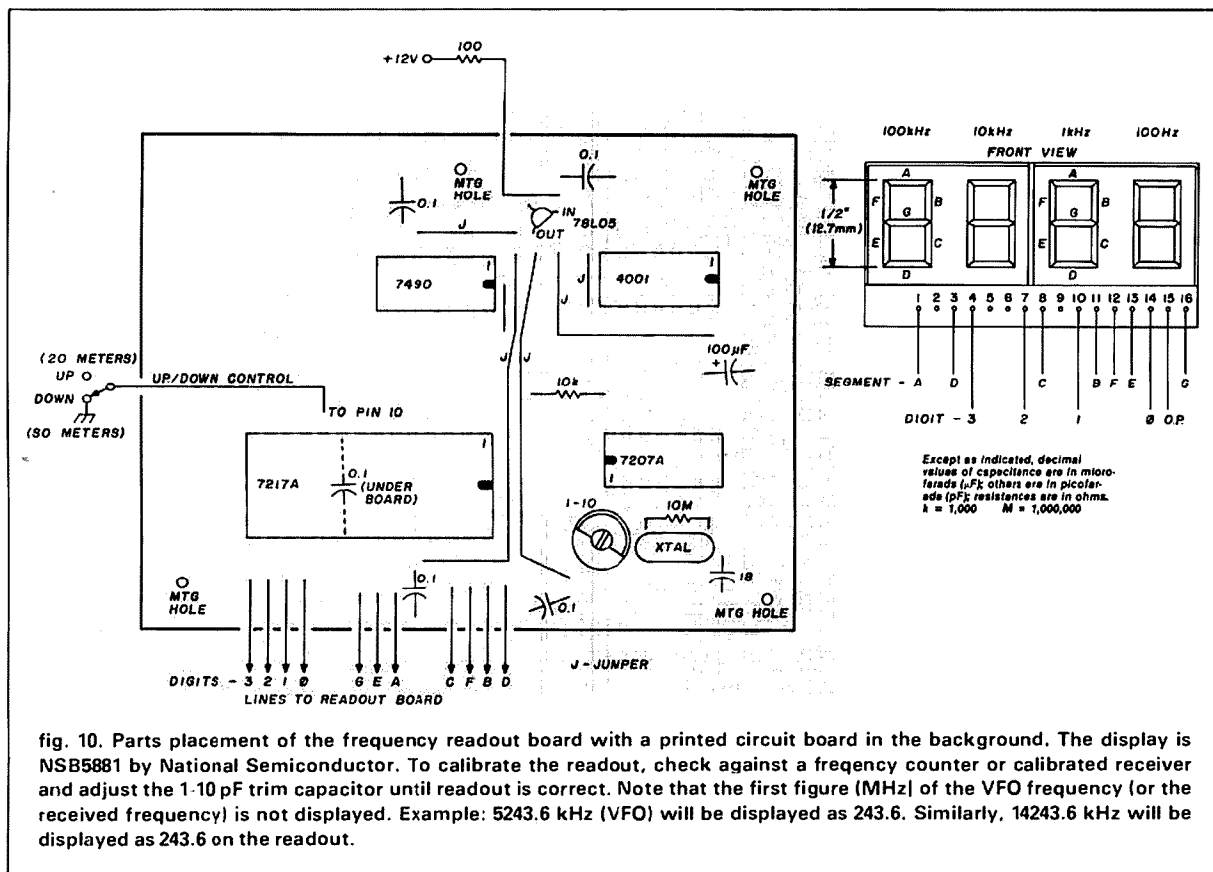 100
+12V
MTG
HOLE
0.1
0.1
MTG
HOLE
IN
78L05
OUT
J
7490
1
4001
1
J
J
J
J
100µF
+
10k
(20 METERS)
UP
DOWN
UP/DOWN CONTROL
(80 METERS)
TO PIN 10
7217A
1
0.1
(UNDER
BOARD)
7207A
1
1-10
10M
XTAL
18
0.1
0.1
MTG
HOLE
MTG HOLE
DIGITS - 3 2 1 0 G E A C F B D
LINES TO READOUT BOARD
J - JUMPER
100kHz 10kHz 1kHz 100Hz
FRONT VIEW
A A
F B F B
G G
E C E C
D D
1/2"
(12.7mm)
1 2 3 4 5 6 7 8 9 10 11 12 13 14 15 16
SEGMENT - A D C B F E G
DIGIT - 3 2 1 0 D.P.
Except as indicated, decimal
values of capacitance are in micro-
farads (µF); others are in picofar-
ads (pF); resistances are in ohms.
k = 1,000 M = 1,000,000
fig. 10. Parts placement of the frequency readout board with a printed circuit board in the background. The display is
NSB5881 by National Semiconductor. To calibrate the readout, check against a freqency counter or calibrated receiver
and adjust the 1-10 pF trim capacitor until readout is correct. Note that the first figure (MHz) of the VFO frequency (or the
received frequency) is not displayed. Example: 5243.6 kHz (VFO) will be displayed as 243.6. Similarly, 14243.6 kHz will be
displayed as 243.6 on the readout.